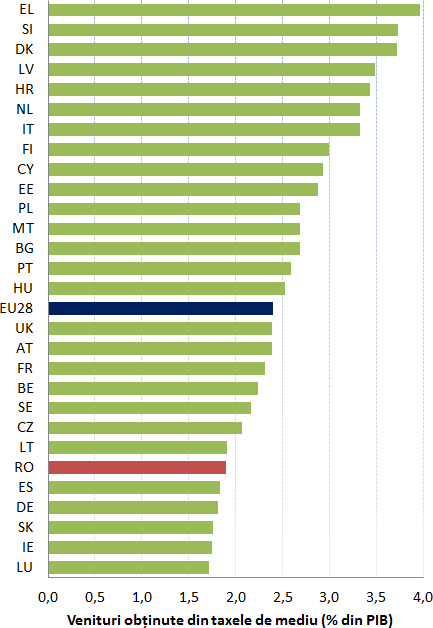 EL
SI
DK
LV
HR
NL
IT
FI
CY
EE
PL
MT
BG
PT
HU
EU28
UK
AT
FR
BE
SE
CZ
LT
RO
ES
DE
SK
IE
LU
0,0 0,5 1,0 1,5 2,0 2,5 3,0 3,5 4,0
Venituri obținute din taxele de mediu (% din PIB)